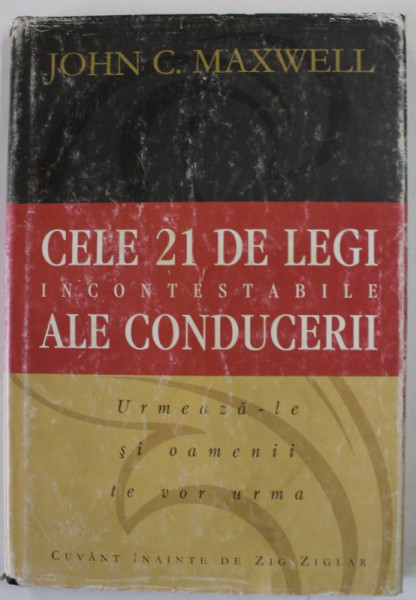 JOHN C. MAXWELL
CELE 21 DE LEGI
INCONTESTABILE
ALE CONDUCERII
Urmează-le
şi oamenii
te vor urma
CUVÂNT ÎNAINTE DE ZIG ZIGLAR